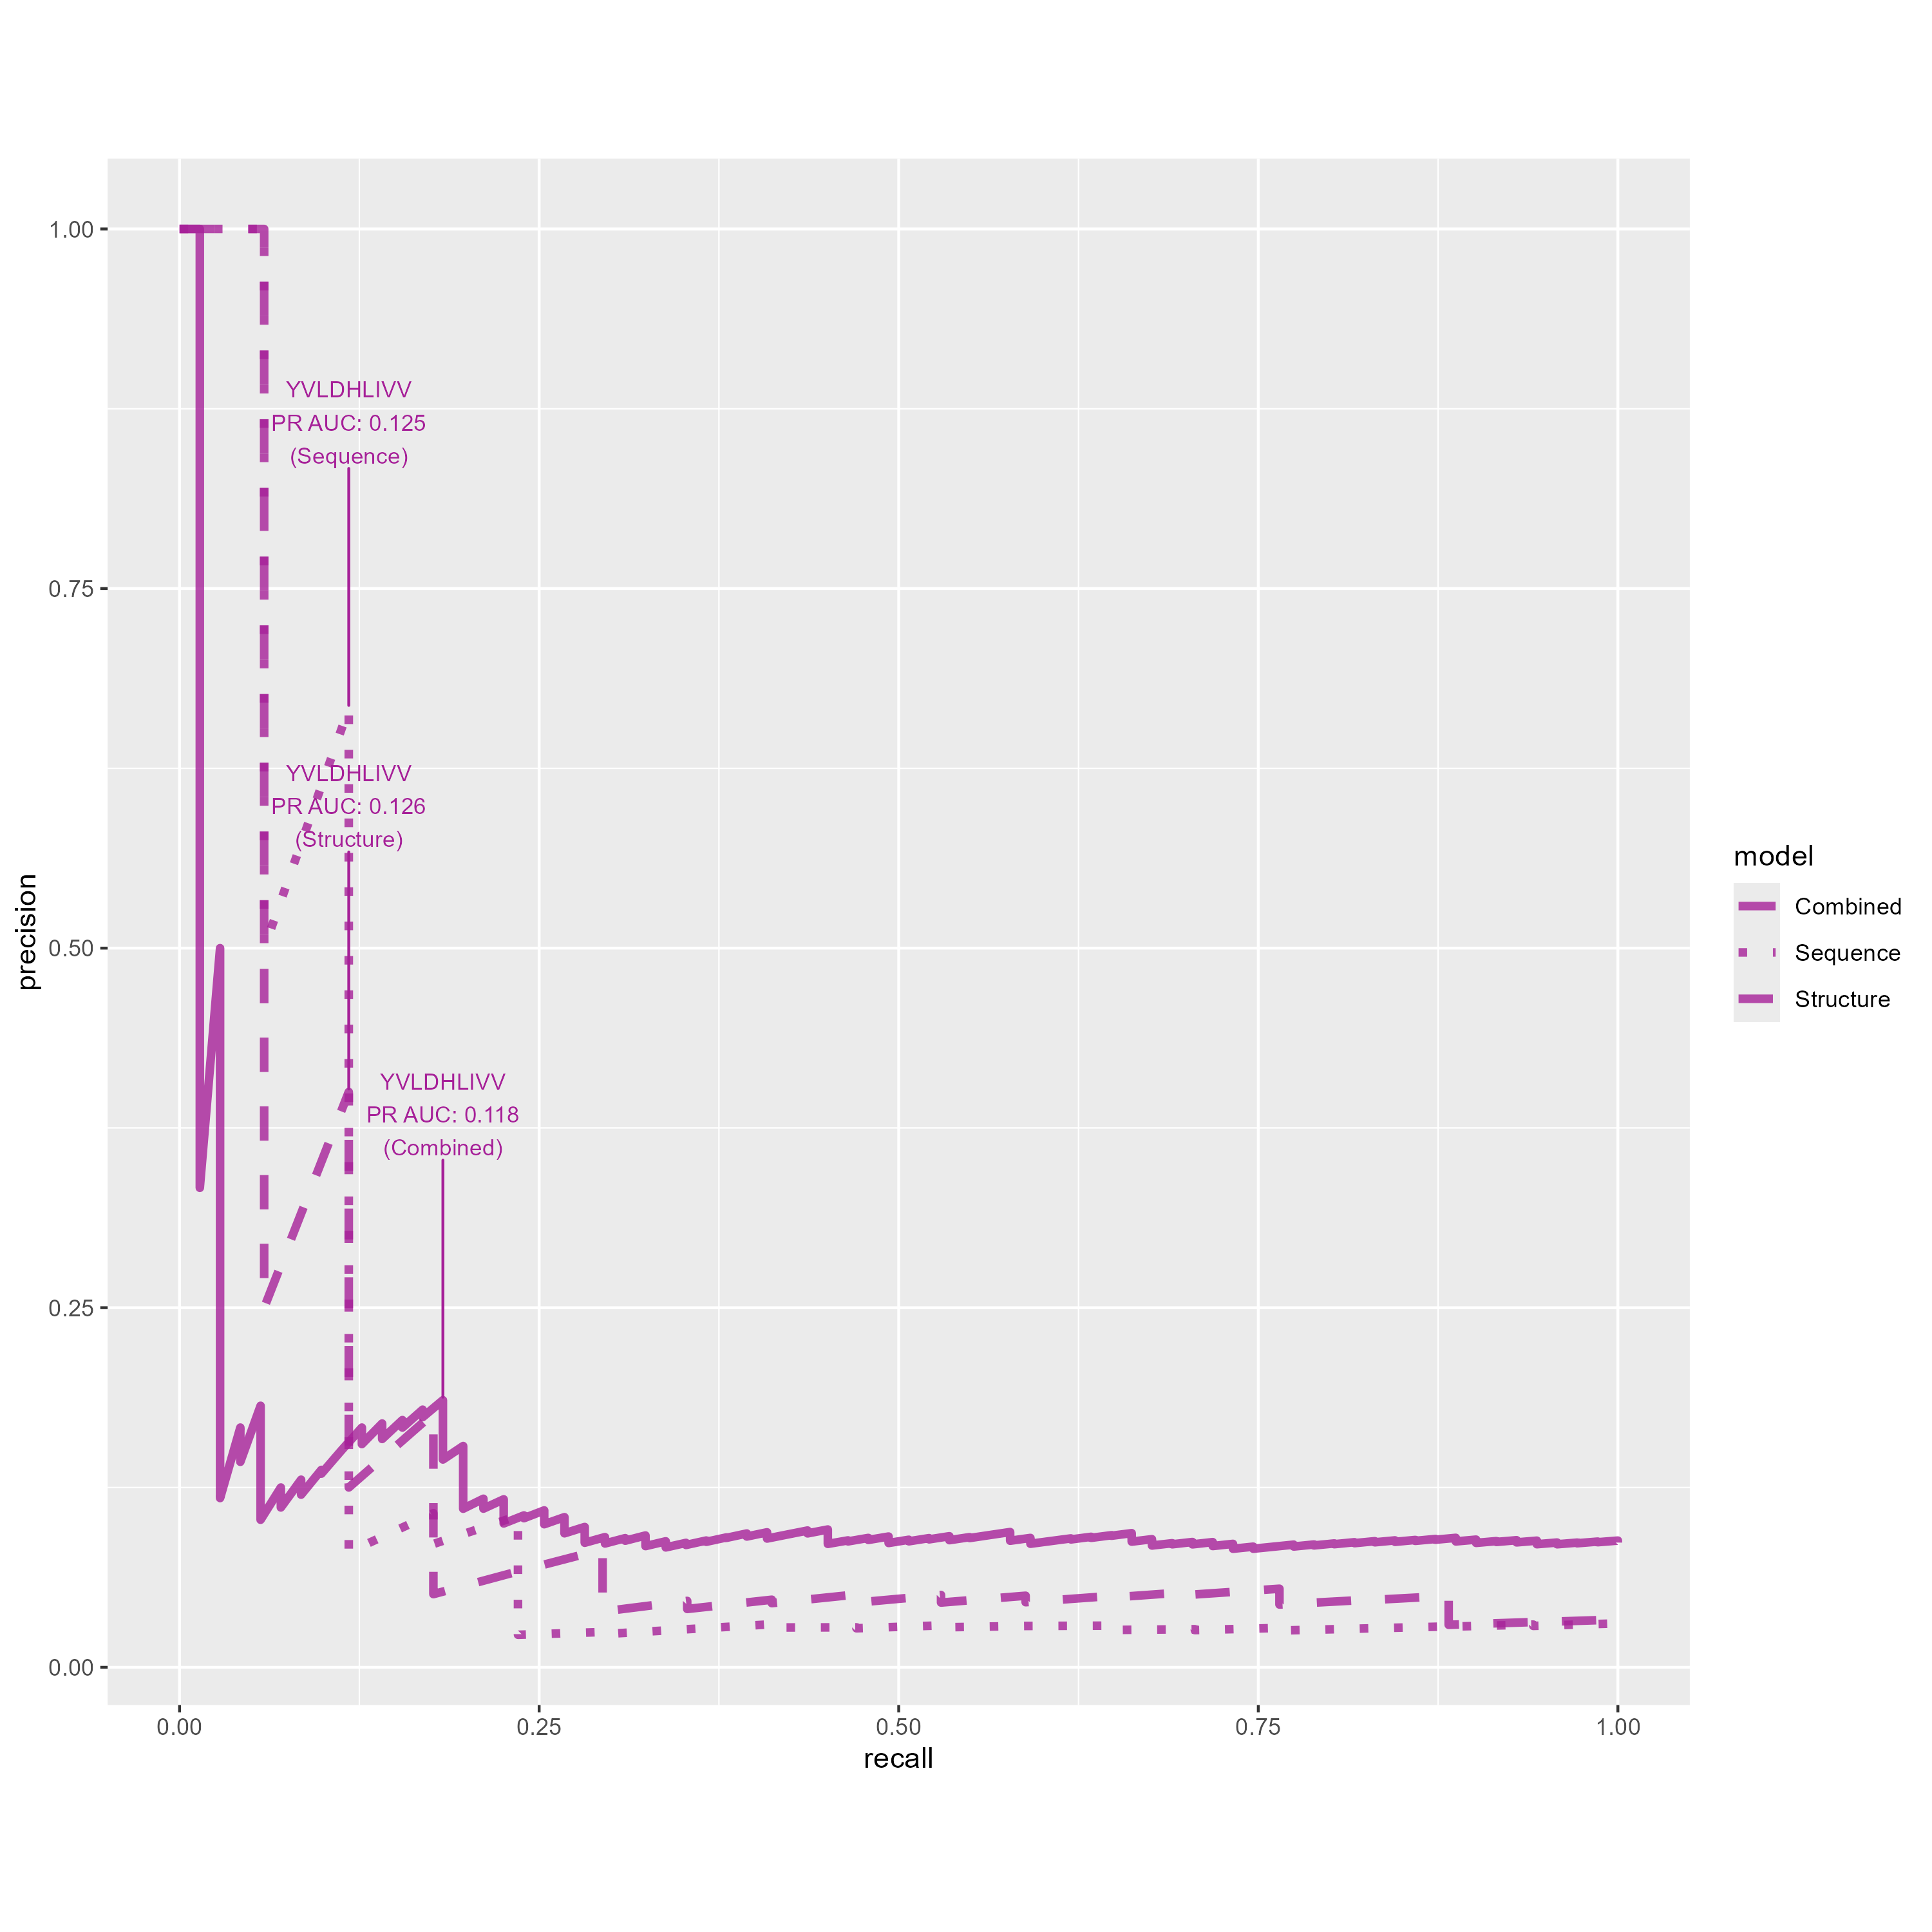 1.00
0.75
0.50
0.25
0.00
precision
YVLDHLIVV
PR AUC: 0.125
(Sequence)
YVLDHLIVV
PR AUC: 0.126
(Structure)
YVLDHLIVV
PR AUC: 0.118
(Combined)
0.00
0.25
0.50
0.75
1.00
recall
model
Combined
Sequence
Structure